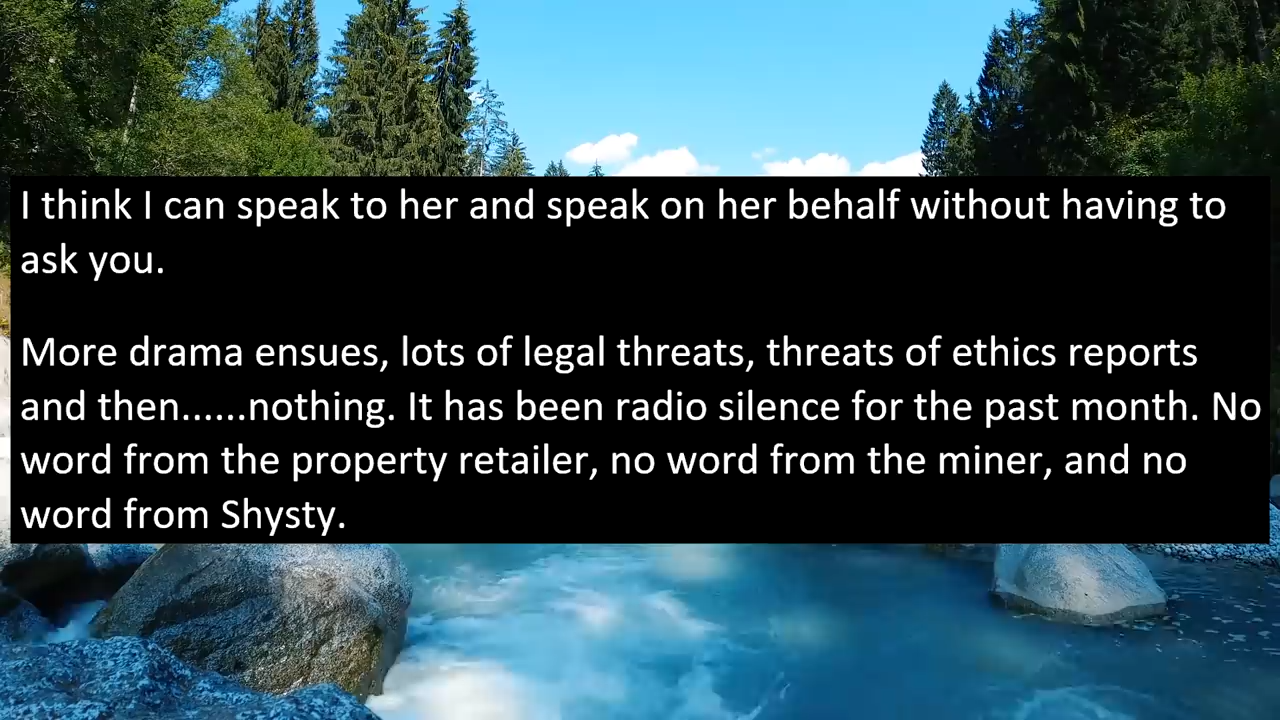 I think I can speak to her and speak on her behalf without having to
ask you.
More drama ensues, lots of legal threats, threats of ethics reports
and then......nothing. It has been radio silence for the past month. No
word from the property retailer, no word from the miner, and no
word from Shysty.